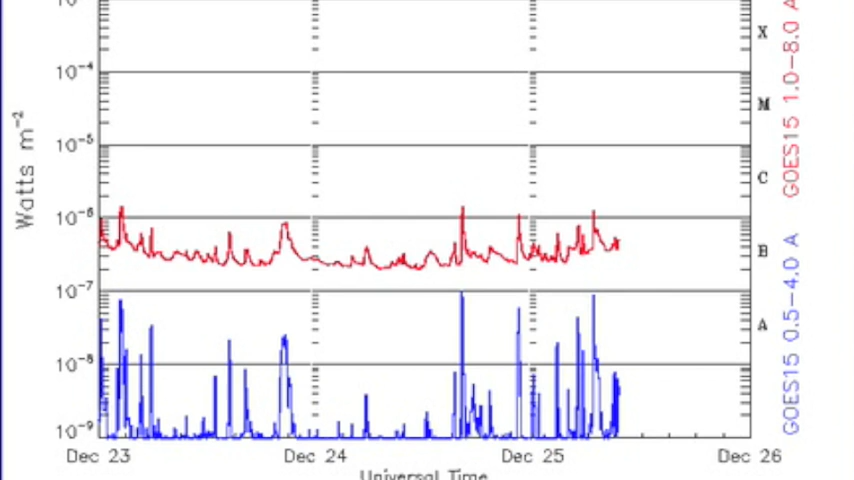 X
10⁻⁴
M
10⁻⁵
C
10⁻⁶
B
10⁻⁷
A
10⁻⁸
10⁻⁹
Watts m⁻²
Dec 23 Dec 24 Dec 25 Dec 26
Universal Time
GOES15 1.0-8.0 A
GOES15 0.5-4.0 A